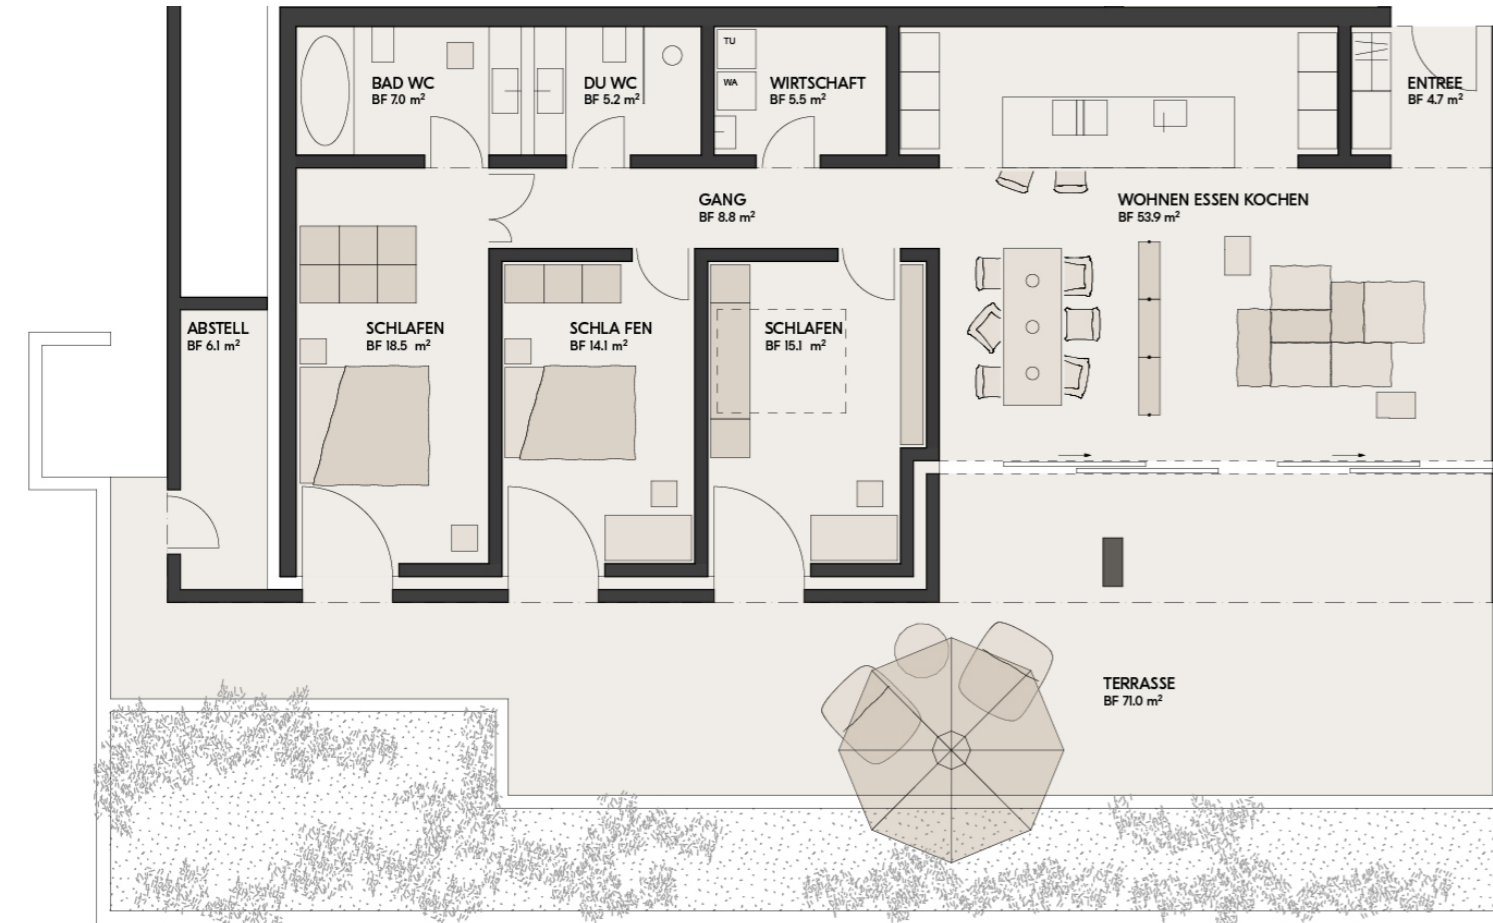 TU
WA
BAD WC
BF 7.0 m²
DU WC
BF 5.2 m²
WIRTSCHAFT
BF 5.5 m²
ENTREE
BF 4.7 m²
GANG
BF 8.8 m²
WOHNEN ESSEN KOCHEN
BF 53.9 m²
ABSTELL
BF 6.1 m²
SCHLAFEN
BF 18.5 m²
SCHLA FEN
BF 14.1 m²
SCHLAFEN
BF 15.1 m²
TERRASSE
BF 71.0 m²